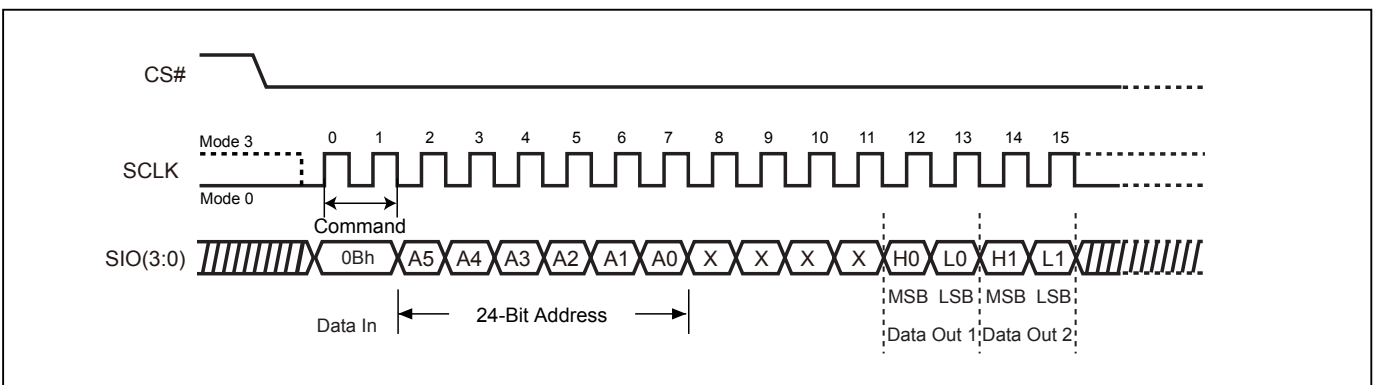 CS#
Mode 3
0 1 2 3 4 5 6 7 8 9 10 11 12 13 14 15
SCLK
Mode 0
Command
SIO(3:0) 0Bh A5 A4 A3 A2 A1 A0 X X X X H0 L0 H1 L1
MSB LSB MSB LSB
Data In 24-Bit Address
Data Out 1 Data Out 2